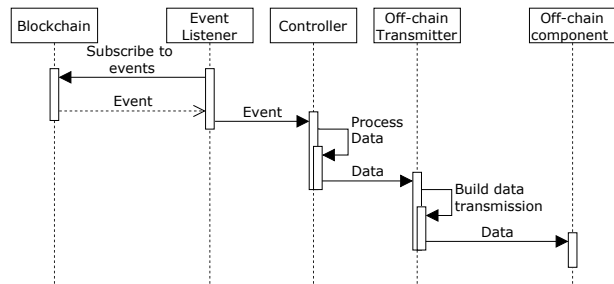 Blockchain
Event
Listener
Controller
Off-chain
Transmitter
Off-chain
component
Subscribe to
events
Event
Event
Process
Data
Data
Build data
transmission
Data